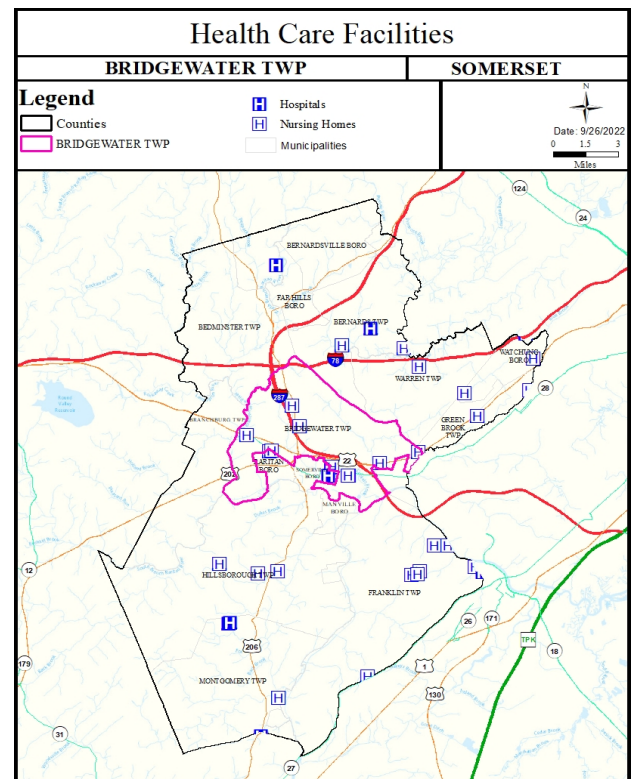 Health Care Facilities
BRIDGEWATER TWP
SOMERSET
Legend
Counties
BRIDGEWATER TWP
H Hospitals
H Nursing Homes
Municipalities
N
Date: 9/26/2022
0 1.5 3
Miles
124
24
BERNARDSVILLE BORO
FAR HILLS
BORO
BEDMINSTER TWP
BERNARDS TWP
78
WATCHUNG
BORO
WARREN TWP
28
287
GREEN
BROOK
TWP
BRANCHBURG TWP
BRIDGEWATER TWP
22
RARITAN
BORO
SOMERVILLE
BORO
202
MANVILLE
BORO
12
HILLSBOROUGH TWP
FRANKLIN TWP
26
171
TPK
18
206
1
179
MONTGOMERY TWP
130
31
27